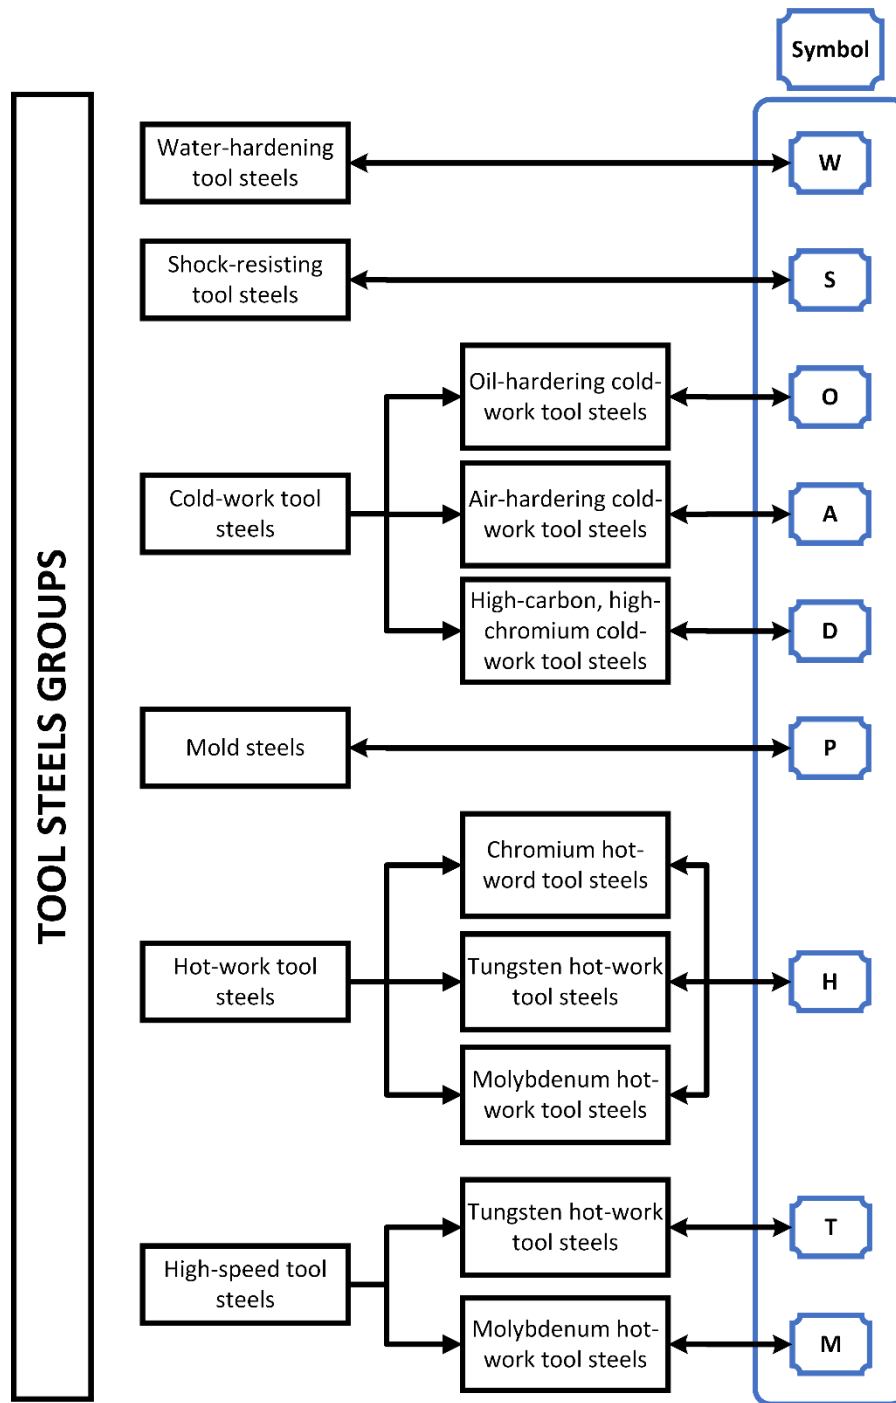 Symbol
TOOL STEELS GROUPS
Water-hardening
tool steels
W
Shock-resisting
tool steels
S
Cold-work tool
steels
Oil-hardering cold-
work tool steels
O
Air-hardering cold-
work tool steels
A
High-carbon, high-
chromium cold-
work tool steels
D
Mold steels
P
Hot-work tool
steels
Chromium hot-
word tool steels
Tungsten hot-work
tool steels
Molybdenum hot-
work tool steels
H
High-speed tool
steels
Tungsten hot-work
tool steels
T
Molybdenum hot-
work tool steels
M